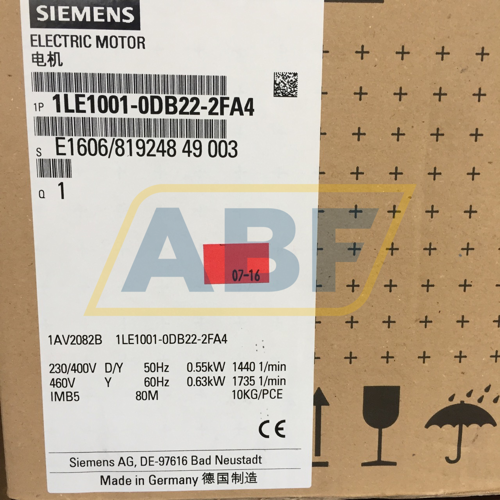 SIEMENS
ELECTRIC MOTOR
电机
1P 1LE1001-0DB22-2FA4
S E1606/819248 49 003
Q 1
ABF
07-16
1AV2082B 1LE1001-0DB22-2FA4
230/400V D/Y 50Hz 0.55kW 1440 1/min
460V Y 60Hz 0.63kW 1735 1/min
IMB5 80M 10KG/PCE
CE
Siemens AG, DE-97616 Bad Neustadt
Made in Germany 德国制造